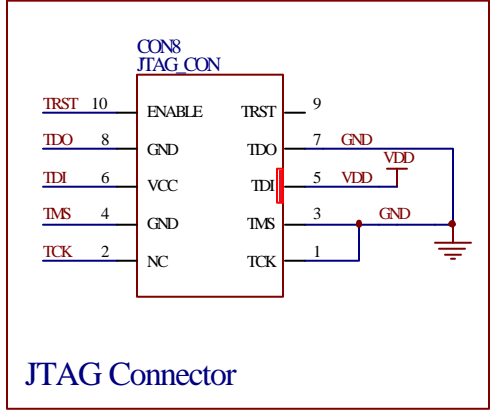 CON8
JTAG_CON
TRST 10 ENABLE TRST 9
TDO 8 GND TDO 7 GND
VDD
TDI 6 VCC TDI 5 VDD
TMS 4 GND TMS 3 GND
TCK 2 NC TCK 1
JTAG Connector